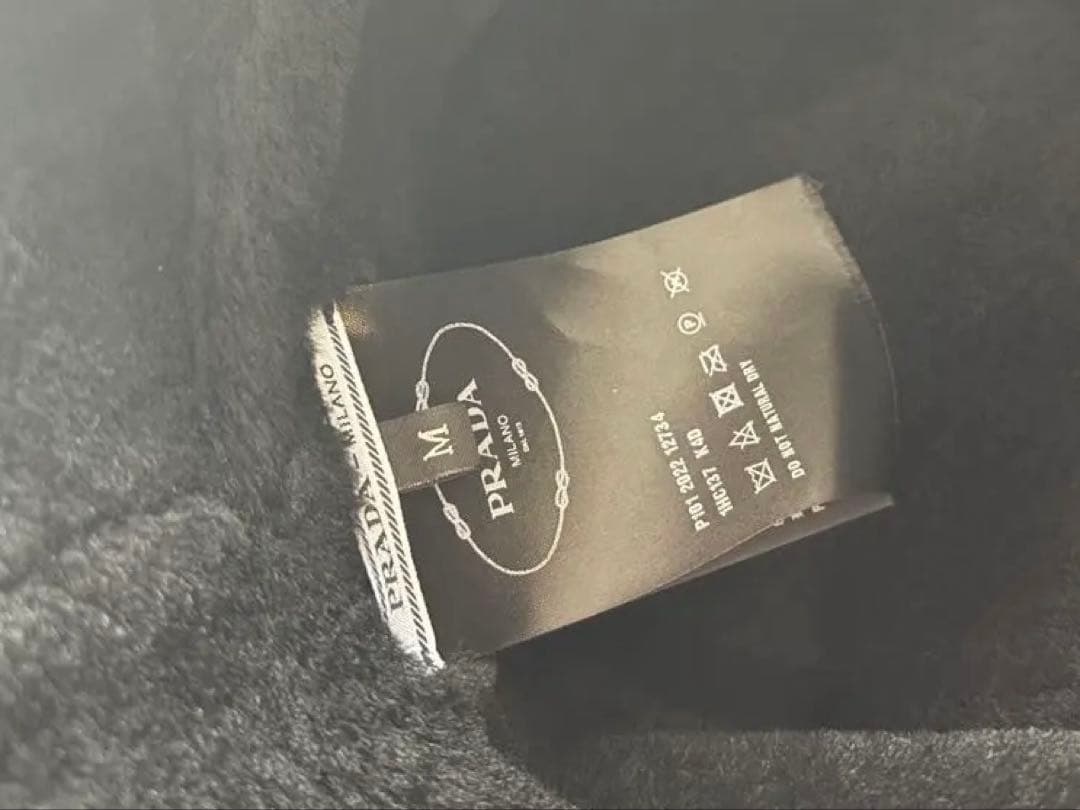 PRADA MILANO
M
PRADA
MILANO
P101 2022 12734
1HC137 K4D
DO NOT NATURAL DRY